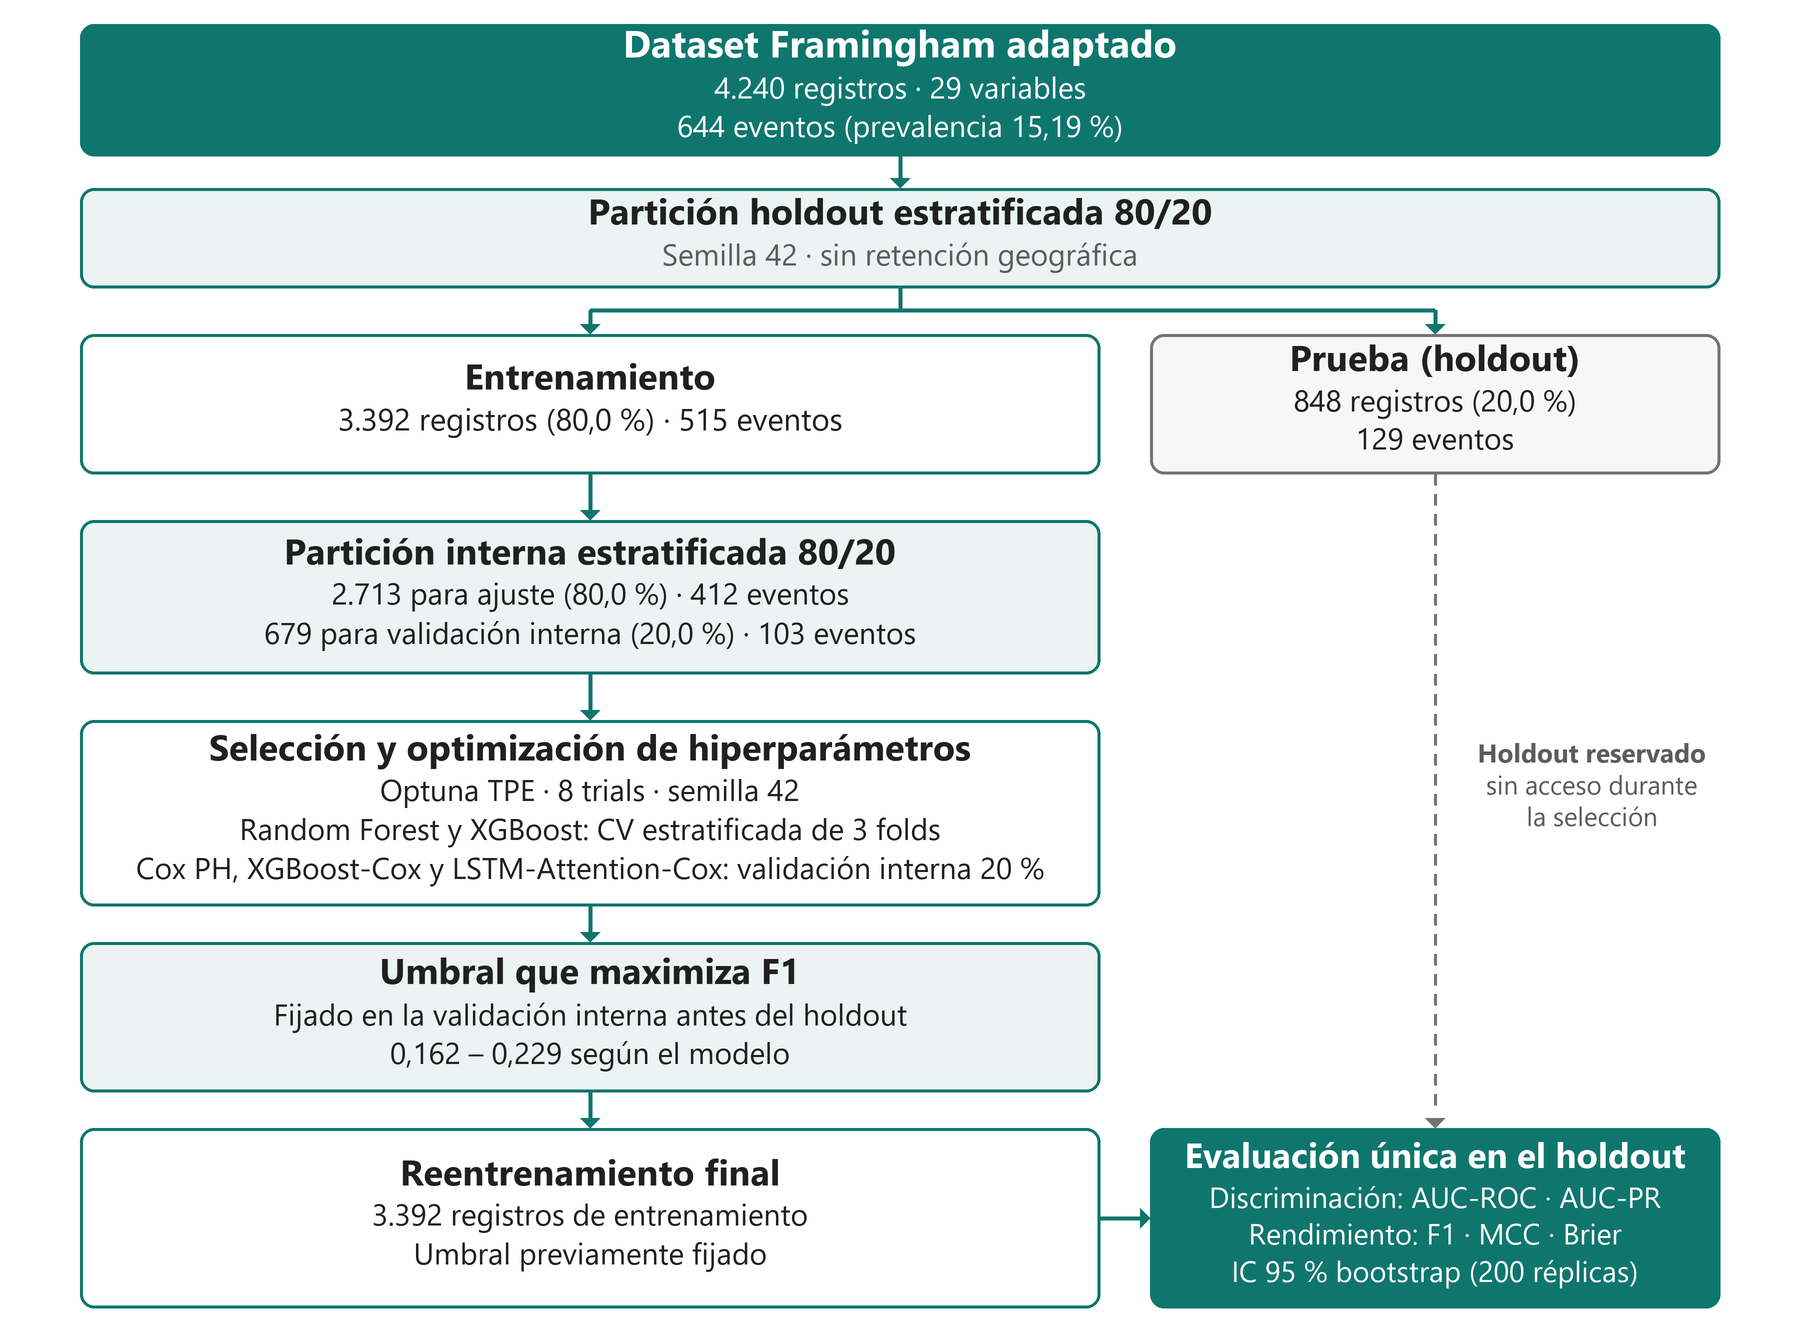 Dataset Framingham adaptado
4.240 registros · 29 variables
644 eventos (prevalencia 15,19 %)
Partición holdout estratificada 80/20
Semilla 42 · sin retención geográfica
Entrenamiento
3.392 registros (80,0 %) · 515 eventos
Prueba (holdout)
848 registros (20,0 %)
129 eventos
Partición interna estratificada 80/20
2.713 para ajuste (80,0 %) · 412 eventos
679 para validación interna (20,0 %) · 103 eventos
Selección y optimización de hiperparámetros
Optuna TPE · 8 trials · semilla 42
Random Forest y XGBoost: CV estratificada de 3 folds
Cox PH, XGBoost-Cox y LSTM-Attention-Cox: validación interna 20 %
Holdout reservado
sin acceso durante
la selección
Umbral que maximiza F1
Fijado en la validación interna antes del holdout
0,162 – 0,229 según el modelo
Reentrenamiento final
3.392 registros de entrenamiento
Umbral previamente fijado
Evaluación única en el holdout
Discriminación: AUC-ROC · AUC-PR
Rendimiento: F1 · MCC · Brier
IC 95 % bootstrap (200 réplicas)